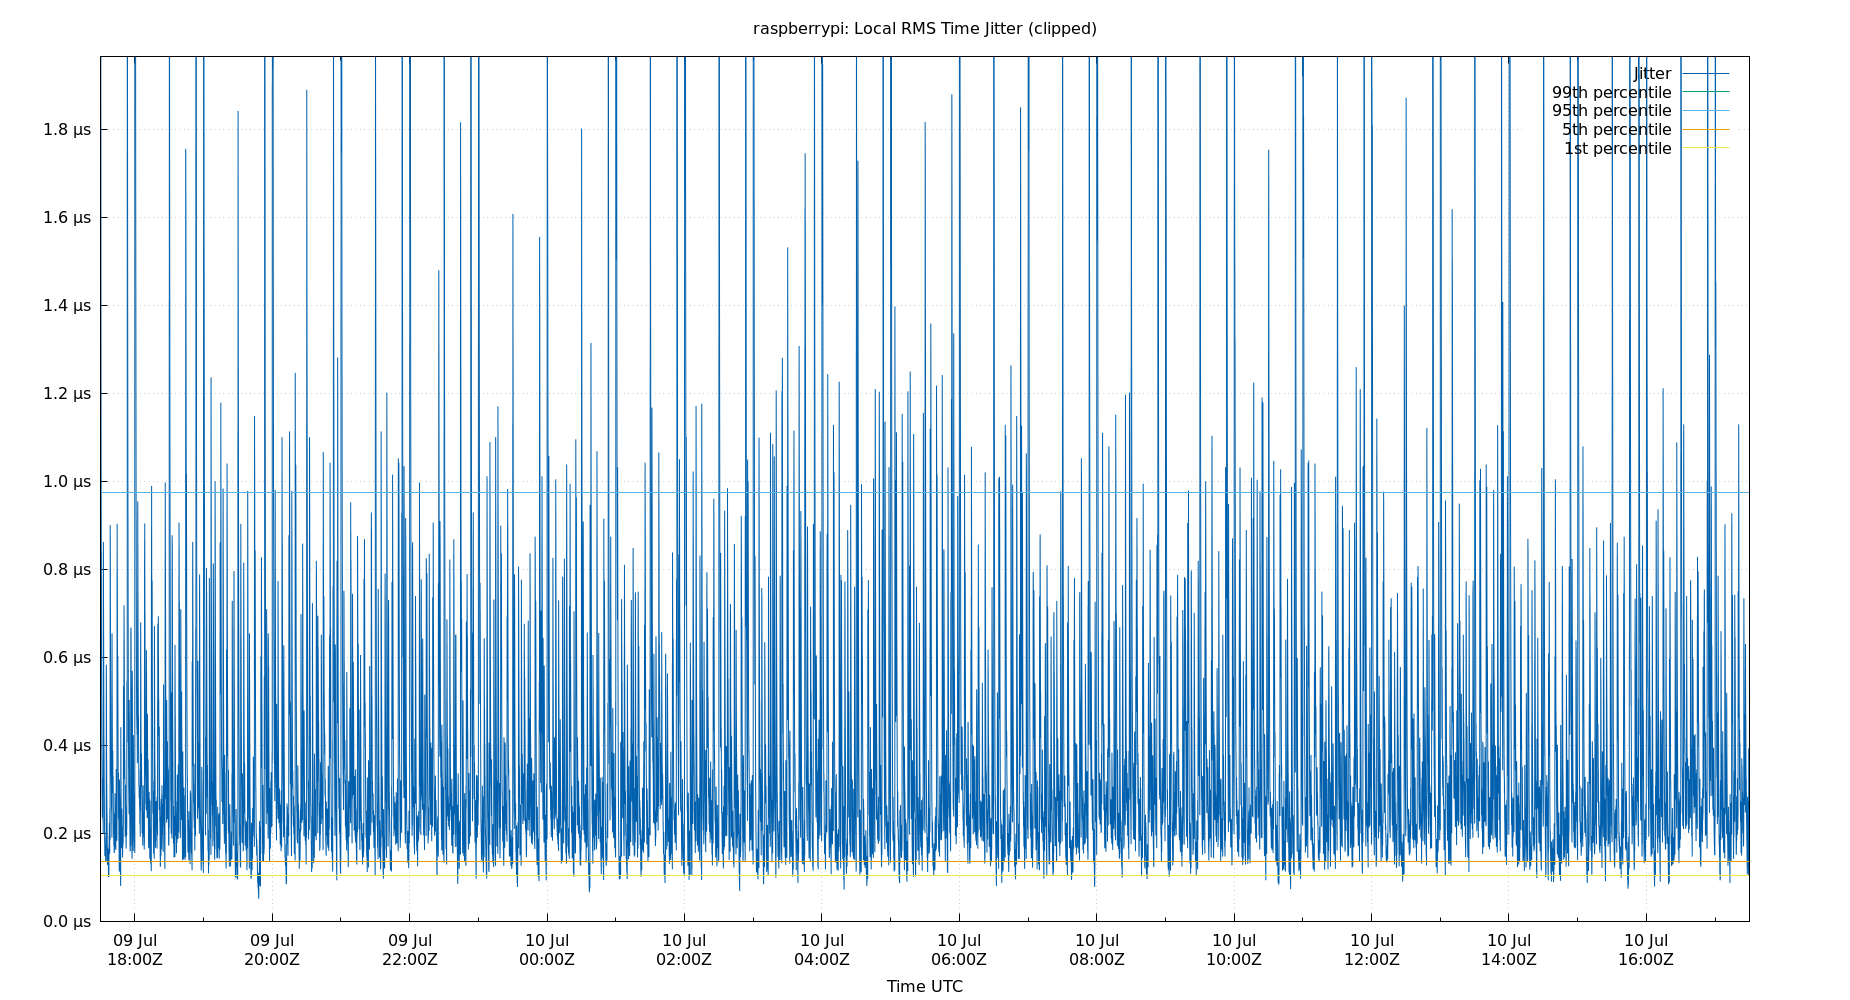 raspberrypi: Local RMS Time Jitter (clipped)
Jitter
99th percentile
95th percentile
5th percentile
1st percentile
1.8 µs
1.6 µs
1.4 µs
1.2 µs
1.0 µs
0.8 µs
0.6 µs
0.4 µs
0.2 µs
0.0 µs
09 Jul 09 Jul 09 Jul 10 Jul 10 Jul 10 Jul 10 Jul 10 Jul 10 Jul 10 Jul 10 Jul 10 Jul
18:00Z 20:00Z 22:00Z 00:00Z 02:00Z 04:00Z 06:00Z 08:00Z 10:00Z 12:00Z 14:00Z 16:00Z
Time UTC